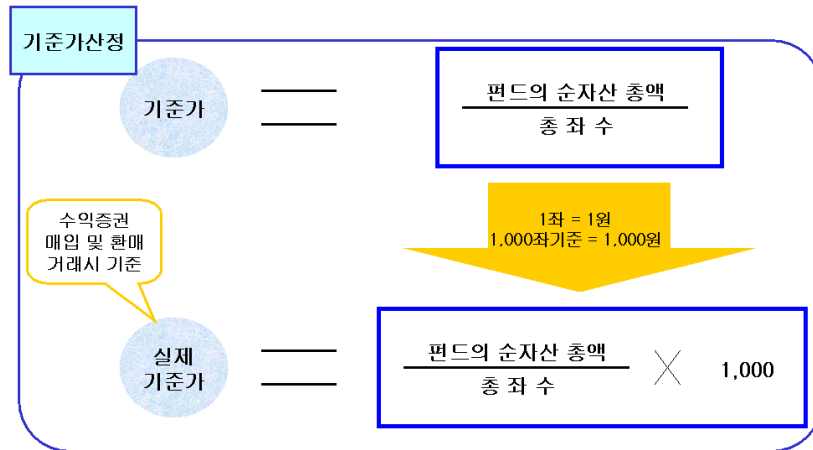 기준가산정
기준가
펀드의 순자산 총액
총 좌 수
1좌 = 1원
1,000좌기준 = 1,000원
수익증권
매입 및 환매
거래시 기준
실제
기준가
펀드의 순자산 총액
총 좌 수
1,000